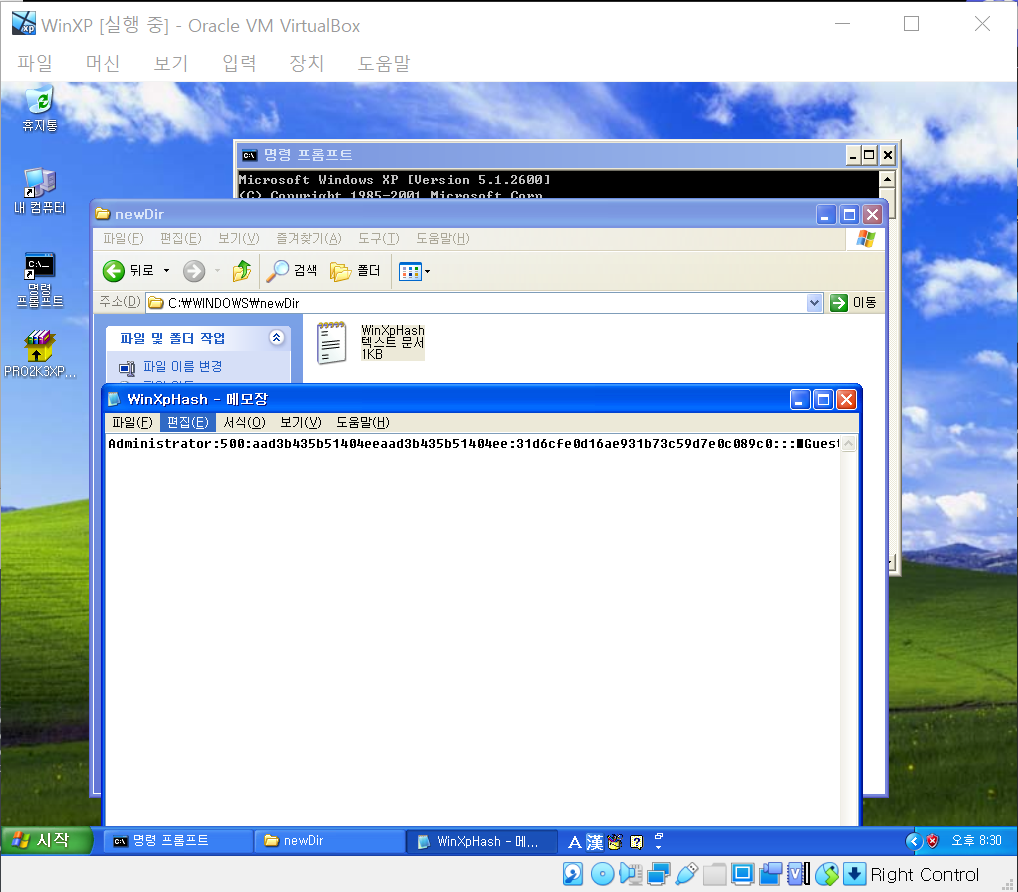 WinXP [실행 중] - Oracle VM VirtualBox
파일 머신 보기 입력 장치 도움말
휴지통
내 컴퓨터
명령
프롬프트
PRO2K3XP...
명령 프롬프트
Microsoft Windows XP [Version 5.1.2600]
(C) Copyright 1985-2001 Microsoft Corp
newDir
파일(F) 편집(E) 보기(V) 즐겨찾기(A) 도구(T) 도움말(H)
뒤로 검색 폴더
주소(D) C:₩WINDOWS₩newDir 이동
파일 및 폴더 작업
파일 이름 변경
WinXpHash
텍스트 문서
1KB
WinXpHash - 메모장
파일(F) 편집(E) 서식(O) 보기(V) 도움말(H)
Administrator:500:aad3b435b51404eeaad3b435b51404ee:31d6cfe0d16ae931b73c59d7e0c089c0:::■Guest
시작 명령 프롬프트 newDir WinXpHash - 메... A 漢 오후 8:30
Right Control